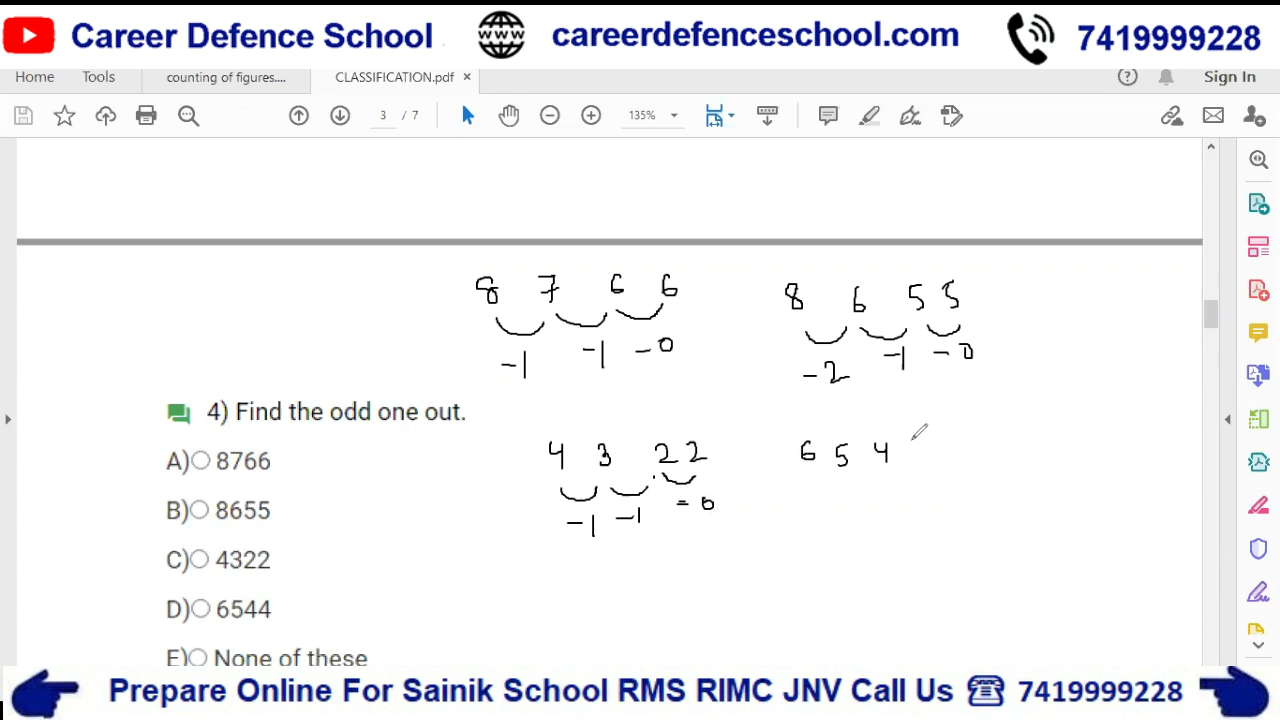 Career Defence School careerdefenceschool.com 7419999228
Home Tools counting of figures.... CLASSIFICATION.pdf × Sign In
3 / 7 135%
8 7 6 6 8 6 5 5
-1 -1 -0 -2 -1 -0
4) Find the odd one out.
4 3 2 2 6 5 4
A) 8766
-1 -1 = 0
B) 8655
C) 4322
D) 6544
E) None of these
Prepare Online For Sainik School RMS RIMC JNV Call Us 7419999228